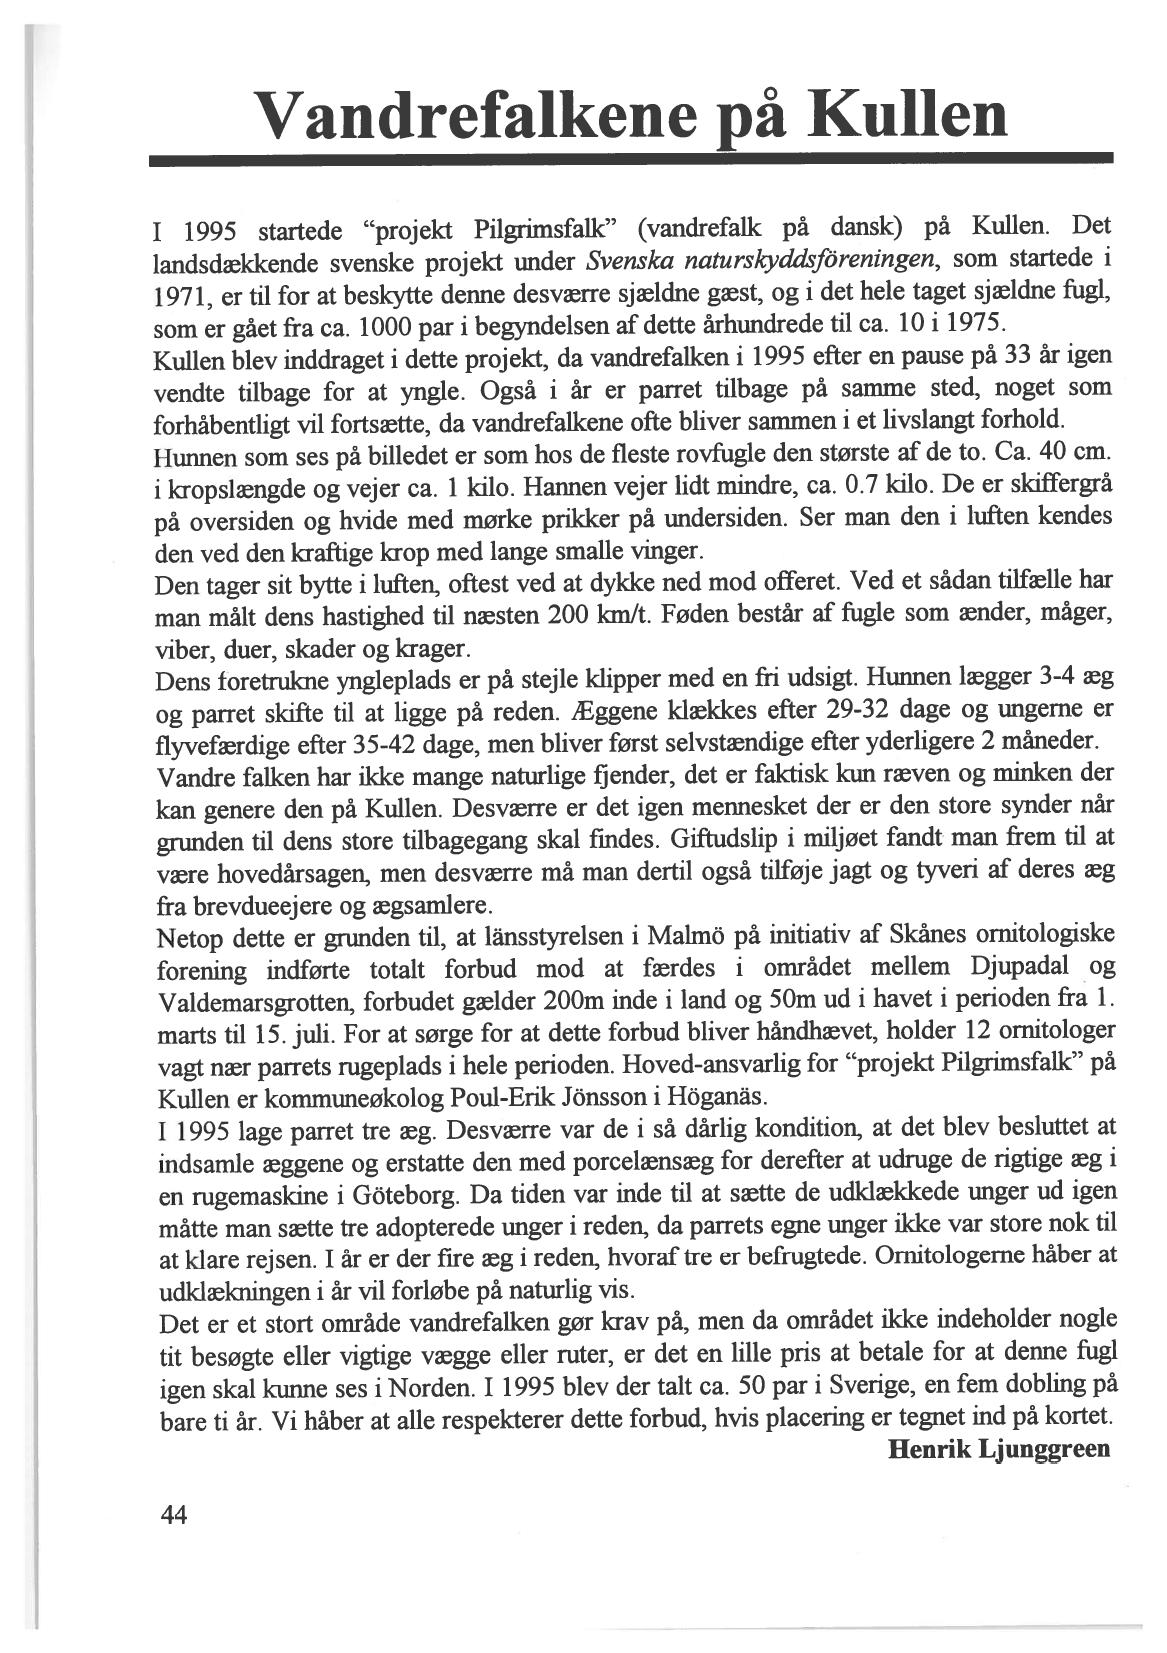 Vandrefalkene på Kullen
I 1995 startede “projekt Pilgrimsfalk” (vandrefalk på dansk) på Kullen. Det
landsdækkende svenske projekt under Svenska naturskyddsföreningen, som startede i
1971, er til for at beskytte denne desværre sjældne gæst, og i det hele taget sjældne fugl,
som er gået fra ca. 1000 par i begyndelsen af dette århundrede til ca. 10 i 1975.
Kullen blev inddraget i dette projekt, da vandrefalken i 1995 efter en pause på 33 år igen
vendte tilbage for at yngle. Også i år er parret tilbage på samme sted, noget som
forhåbentligt vil fortsætte, da vandrefalkene ofte bliver sammen i et livslangt forhold.
Hunnen som ses på billedet er som hos de fleste rovfugle den største af de to. Ca. 40 cm.
i kropslængde og vejer ca. 1 kilo. Hannen vejer lidt mindre, ca. 0.7 kilo. De er skiffergrå
på oversiden og hvide med mørke prikker på undersiden. Ser man den i luften kendes
den ved den kraftige krop med lange smalle vinger.
Den tager sit bytte i luften, oftest ved at dykke ned mod offeret. Ved et sådan tilfælle har
man målt dens hastighed til næsten 200 km/t. Føden består af fugle som ænder, måger,
viber, duer, skader og krager.
Dens foretrukne yngleplads er på stejle klipper med en fri udsigt. Hunnen lægger 3-4 æg
og parret skifte til at ligge på reden. Æggene klækkes efter 29-32 dage og ungerne er
flyvefærdige efter 35-42 dage, men bliver først selvstændige efter yderligere 2 måneder.
Vandre falken har ikke mange naturlige fjender, det er faktisk kun ræven og minken der
kan genere den på Kullen. Desværre er det igen mennesket der er den store synder når
grunden til dens store tilbagegang skal findes. Giftudslip i miljøet fandt man frem til at
være hovedårsagen, men desværre må man dertil også tilføje jagt og tyveri af deres æg
fra brevdueejere og ægsamlere.
Netop dette er grunden til, at länsstyrelsen i Malmö på initiativ af Skånes ornitologiske
forening indførte totalt forbud mod at færdes i området mellem Djupadal og
Valdemarsgrotten, forbudet gælder 200m inde i land og 50m ud i havet i perioden fra 1.
marts til 15. juli. For at sørge for at dette forbud bliver håndhævet, holder 12 ornitologer
vagt nær parrets rugeplads i hele perioden. Hoved-ansvarlig for “projekt Pilgrimsfalk” på
Kullen er kommuneøkolog Poul-Erik Jönsson i Höganäs.
I 1995 lage parret tre æg. Desværre var de i så dårlig kondition, at det blev besluttet at
indsamle æggene og erstatte den med porcelænsæg for derefter at udruge de rigtige æg i
en rugemaskine i Göteborg. Da tiden var inde til at sætte de udklækkede unger ud igen
måtte man sætte tre adopterede unger i reden, da parrets egne unger ikke var store nok til
at klare rejsen. I år er der fire æg i reden, hvoraf tre er befrugtede. Ornitologerne håber at
udklækningen i år vil forløbe på naturlig vis.
Det er et stort område vandrefalken gør krav på, men da området ikke indeholder nogle
tit besøgte eller vigtige vægge eller ruter, er det en lille pris at betale for at denne fugl
igen skal kunne ses i Norden. I 1995 blev der talt ca. 50 par i Sverige, en fem dobling på
bare ti år. Vi håber at alle respekterer dette forbud, hvis placering er tegnet ind på kortet.
Henrik Ljunggreen
44